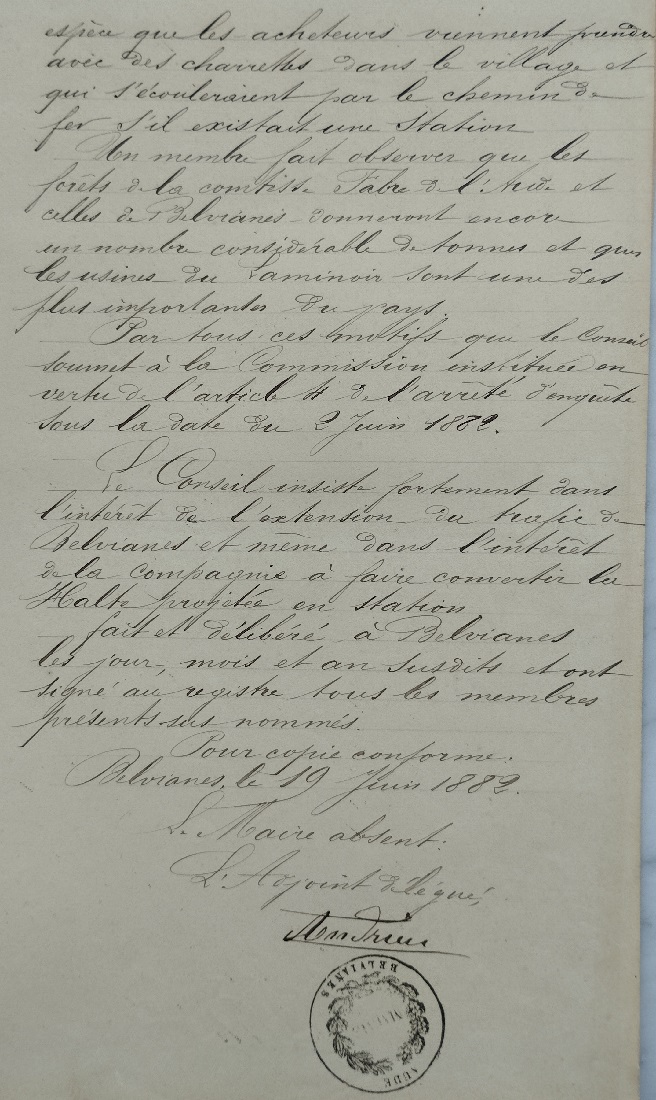 espèce que les acheteurs viennent prendre
avec des charrettes dans le village et
qui s'écouleraient par le chemin de
fer s'il existait une Station
Un membre fait observer que les
forêts de la comtesse Fabre de l'Aude et
celles de Belvianes donneront encore
un nombre considérable de tonnes et que
les usines du Laminoir sont une des
plus importantes du pays.
Par tous ces motifs que le Conseil
soumet à la Commission instituée en
vertu de l'article 4 de l'arrêté d'enquête
sous la date du 2 Juin 1882.
Le Conseil insiste fortement dans
l'intérêt de l'extension du trafic de
Belvianes et même dans l'intérêt
de la compagnie à faire convertir la
Halte projetée en station
fait et délibéré à Belvianes
les jour, mois et an susdits et ont
signé au registre tous les membres
présents sus nommés.
Pour copie conforme.
Belvianes, le 19 Juin 1882.
Le Maire absent:
L'Adjoint délégué,
Andrieu
BELVIANES
MAIRIE
AUDE